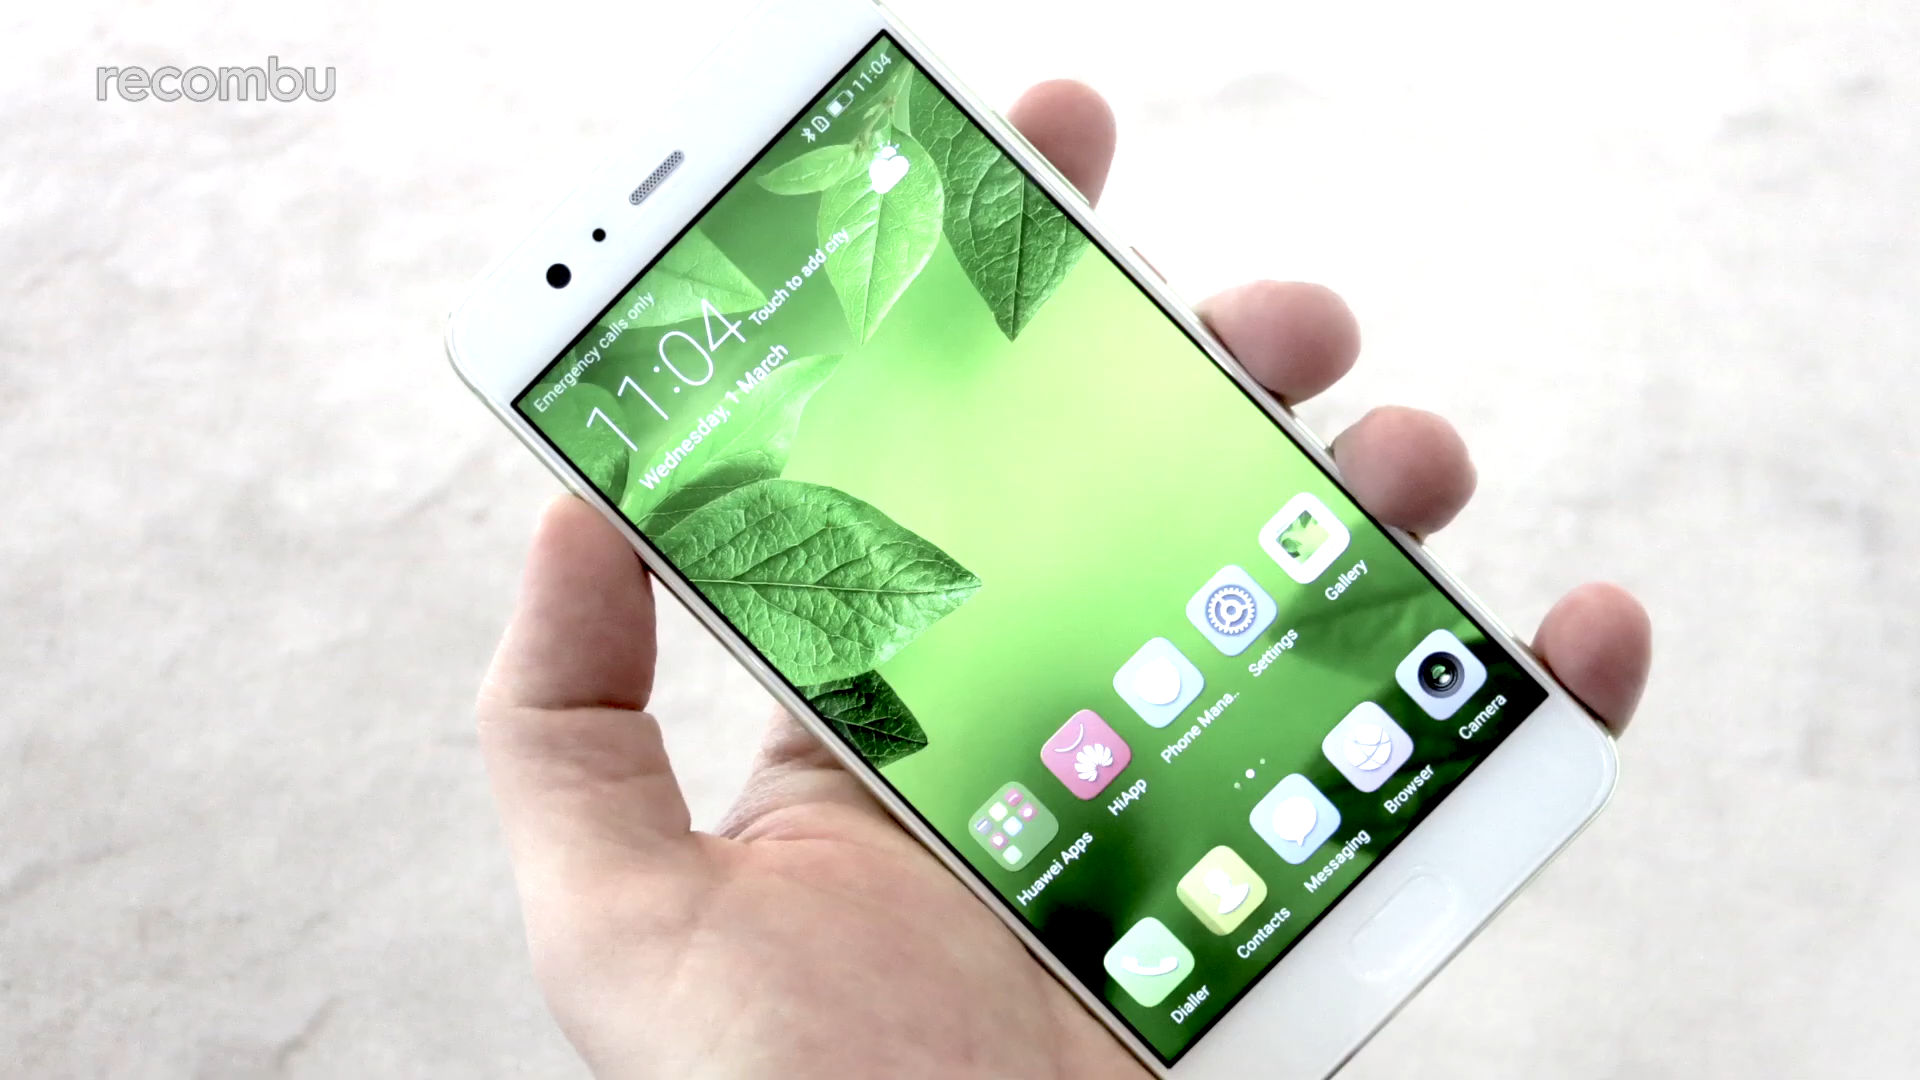 recombu
11:04
Emergency calls only
11:04
Touch to add city
Wednesday, 1 March
Huawei Apps
HiApp
Phone Mana..
Settings
Gallery
Dialler
Contacts
Messaging
Browser
Camera